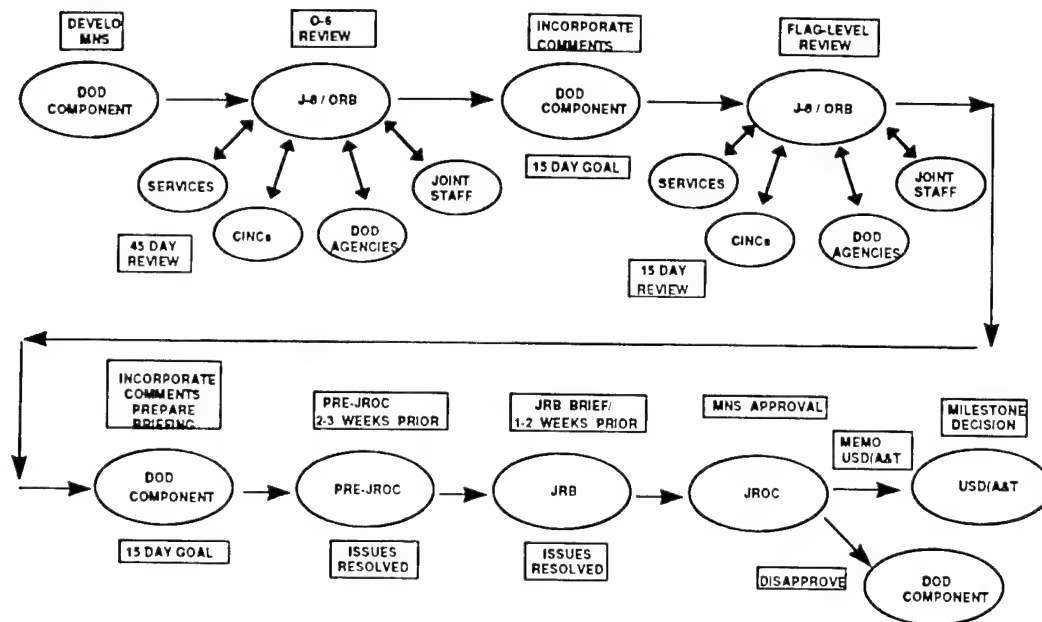 DEVELO
MNS
O-6
REVIEW
INCORPORATE
COMMENTS
FLAG-LEVEL
REVIEW
DOD
COMPONENT
J-8 / ORB
DOD
COMPONENT
J-8 / ORB
15 DAY GOAL
SERVICES
JOINT
STAFF
SERVICES
JOINT
STAFF
45 DAY
REVIEW
CINCs
DOD
AGENCIES
15 DAY
REVIEW
CINCs
DOD
AGENCIES
INCORPORATE
COMMENTS
PREPARE
BRIEFING
PRE-JROC
2-3 WEEKS PRIOR
JRB BRIEF/
1-2 WEEKS PRIOR
MNS APPROVAL
MILESTONE
DECISION
MEMO
USD(A&T
DOD
COMPONENT
PRE-JROC
JRB
JROC
USD(A&T
15 DAY GOAL
ISSUES
RESOLVED
ISSUES
RESOLVED
DISAPPROVE
DOD
COMPONENT